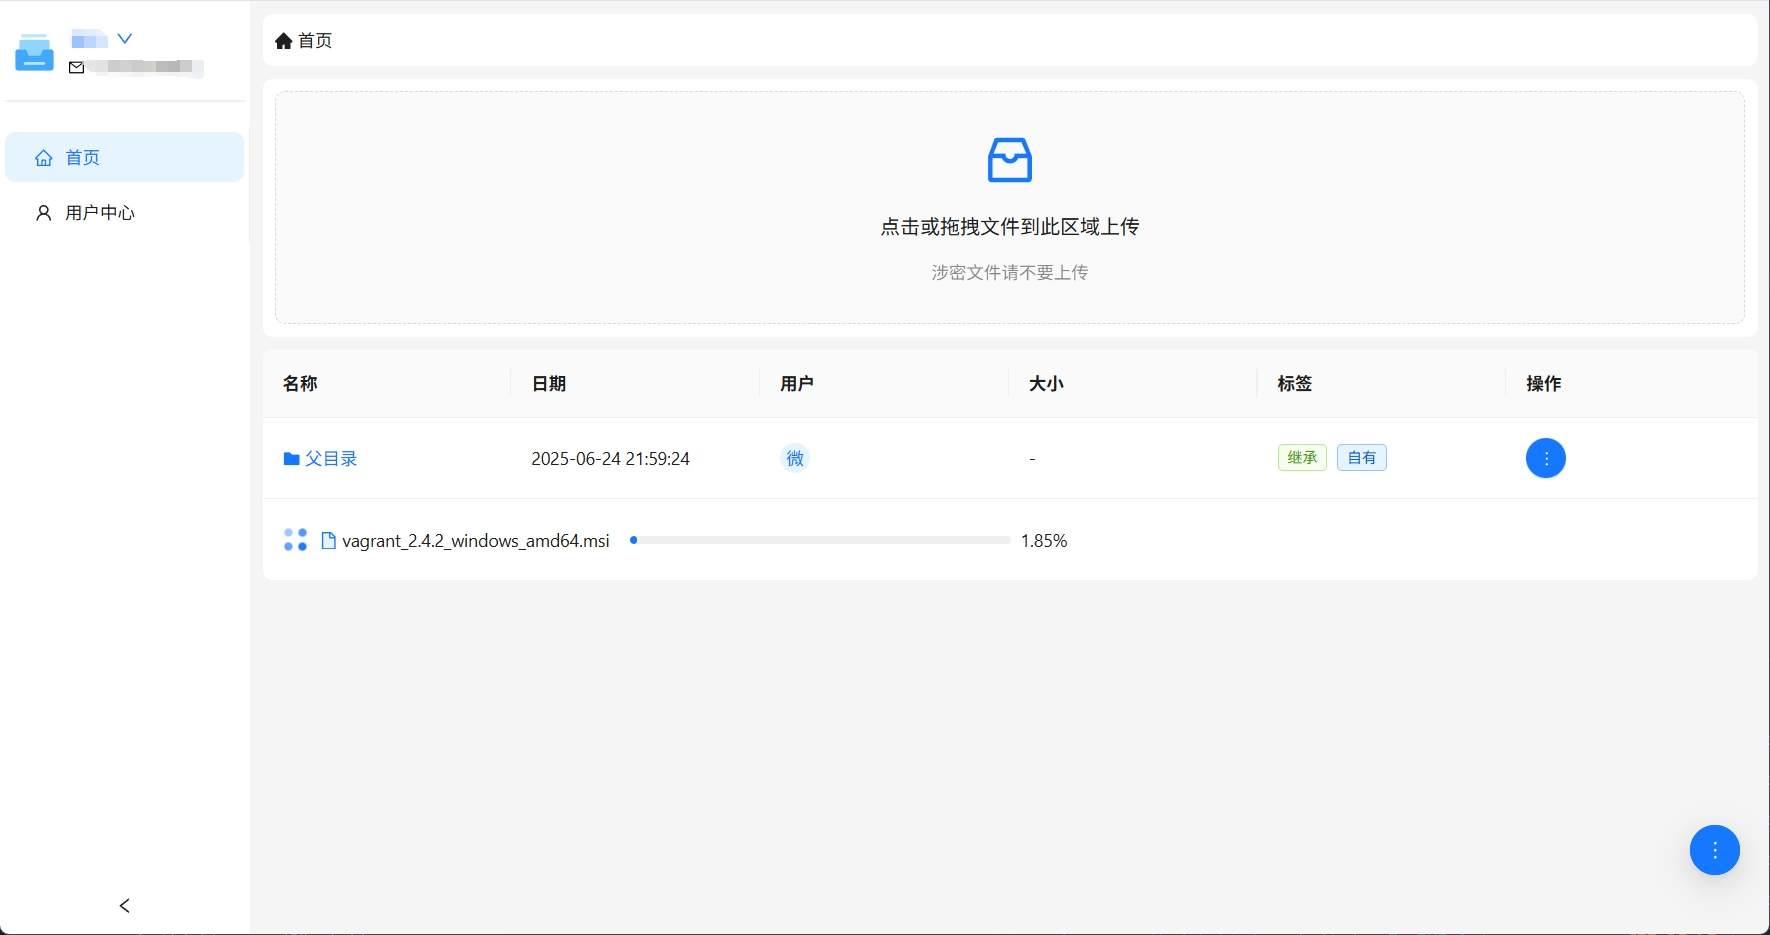 首页
首页
用户中心
点击或拖拽文件到此区域上传
涉密文件请不要上传
名称 日期 用户 大小 标签 操作
父目录 2025-06-24 21:59:24 微 - 继承 自有
vagrant_2.4.2_windows_amd64.msi 1.85%